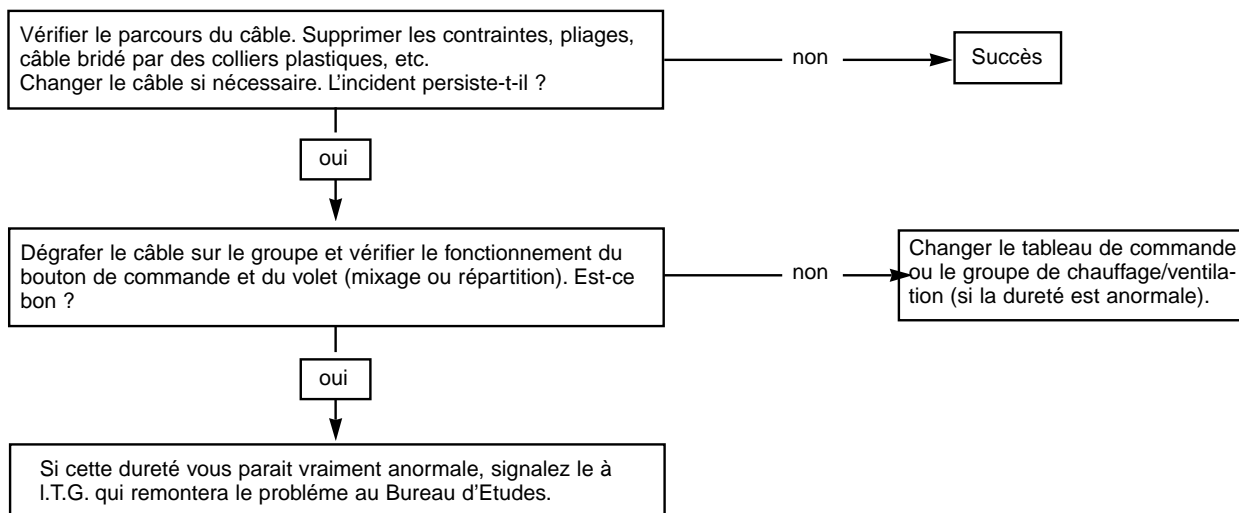 Vérifier le parcours du câble. Supprimer les contraintes, pliages,
câble bridé par des colliers plastiques, etc.
Changer le câble si nécessaire. L'incident persiste-t-il ?
non
Succès
oui
Dégrafer le câble sur le groupe et vérifier le fonctionnement du
bouton de commande et du volet (mixage ou répartition). Est-ce
bon ?
non
Changer le tableau de commande
ou le groupe de chauffage/ventila-
tion (si la dureté est anormale).
oui
Si cette dureté vous parait vraiment anormale, signalez le à
I.T.G. qui remontera le probléme au Bureau d'Etudes.